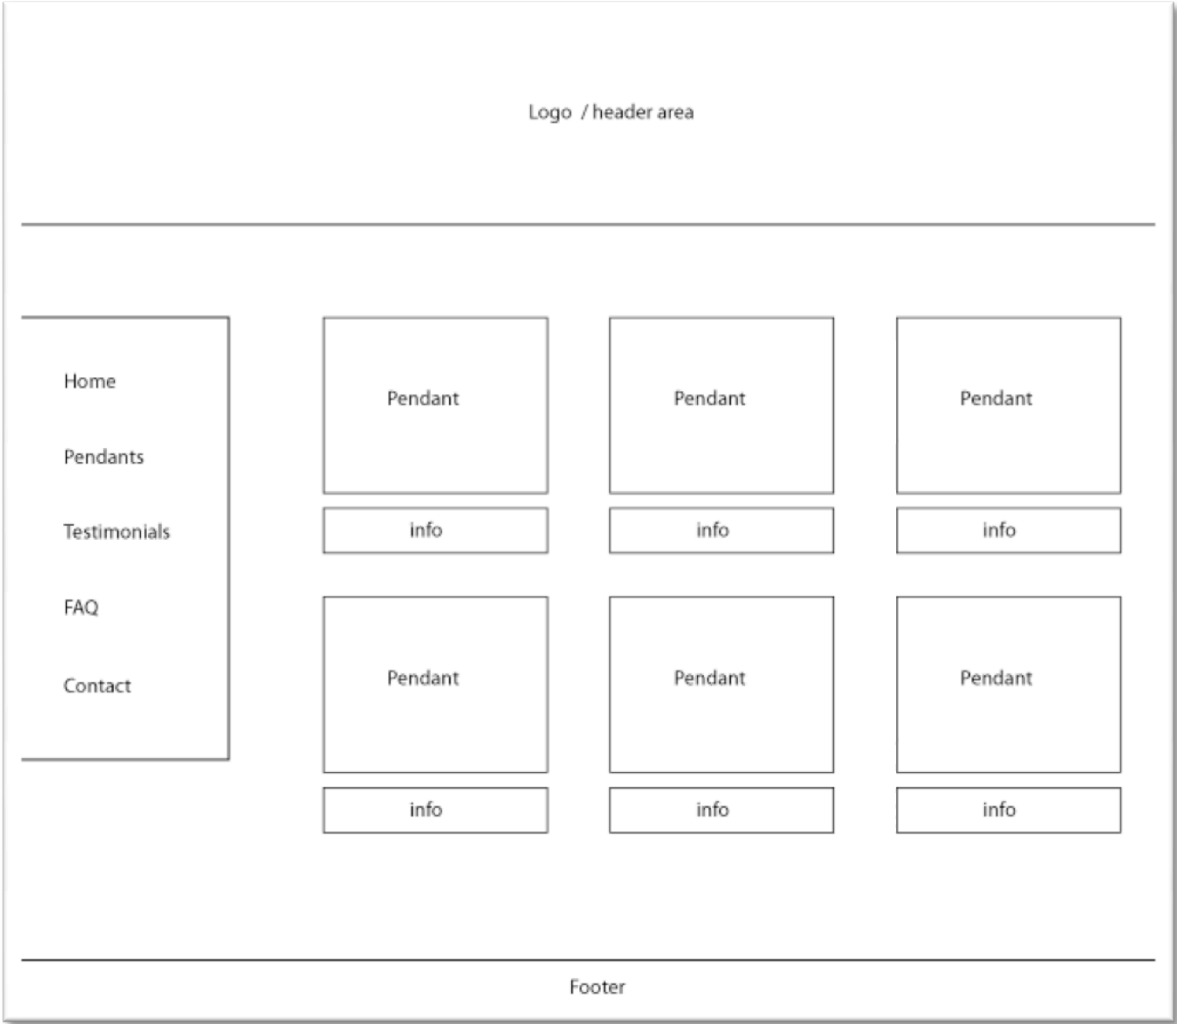 Logo / header area
Home
Pendants
Testimonials
FAQ
Contact
Pendant
Pendant
Pendant
info
info
info
Pendant
Pendant
Pendant
info
info
info
Footer